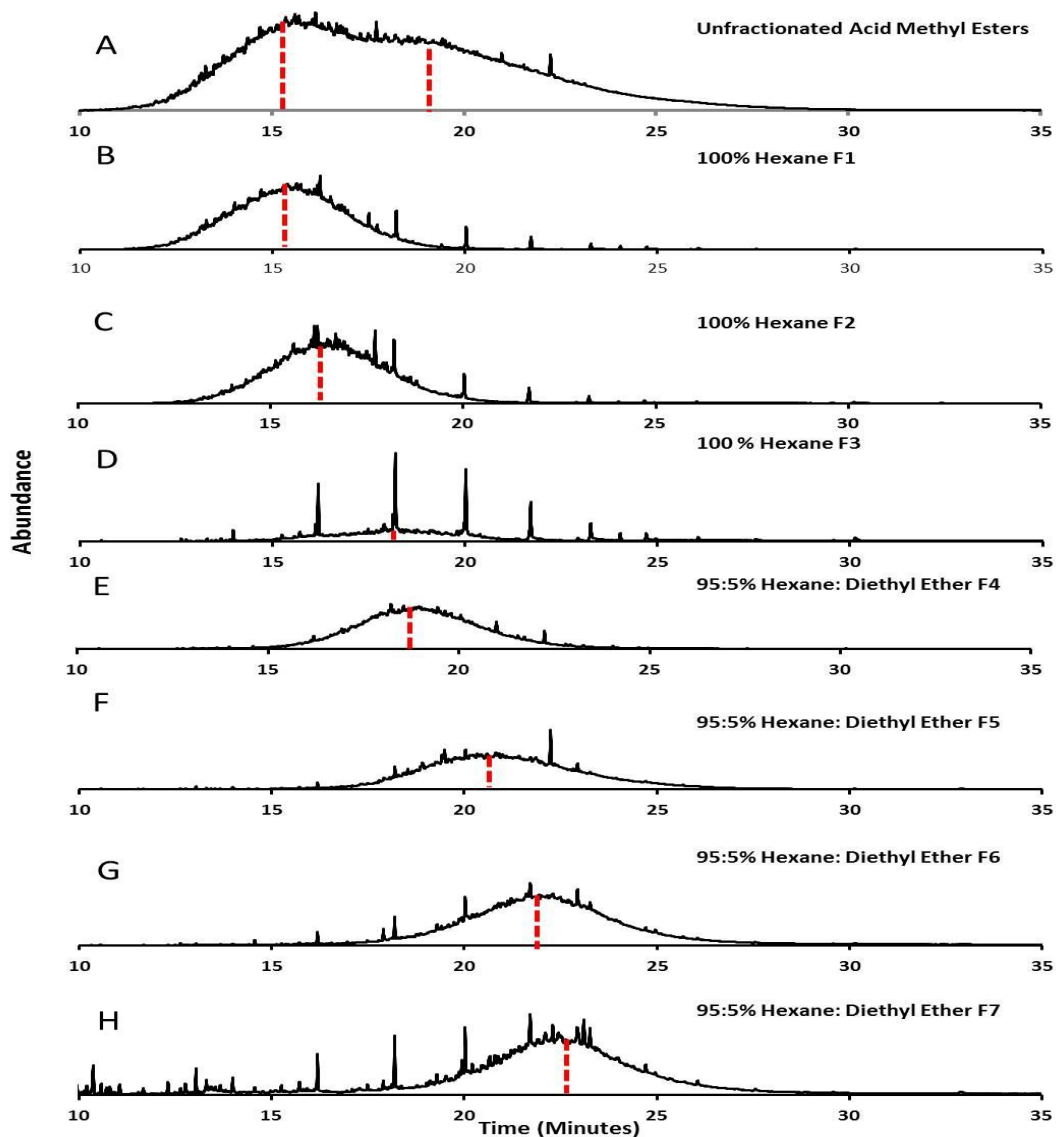 A
Unfractionated Acid Methyl Esters
10 15 20 25 30 35
B
100% Hexane F1
10 15 20 25 30 35
C
100% Hexane F2
10 15 20 25 30 35
D
100 % Hexane F3
10 15 20 25 30 35
Abundance
E
95:5% Hexane: Diethyl Ether F4
10 15 20 25 30 35
F
95:5% Hexane: Diethyl Ether F5
10 15 20 25 30 35
G
95:5% Hexane: Diethyl Ether F6
10 15 20 25 30 35
H
95:5% Hexane: Diethyl Ether F7
10 15 20 25 30 35
Time (Minutes)